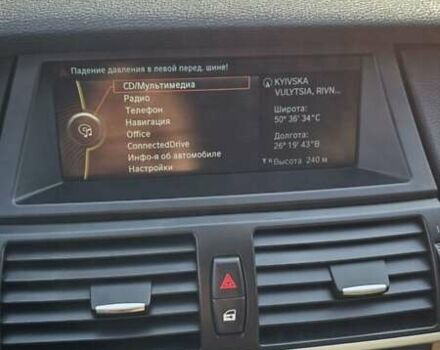 Падение давления в левой перед. шине!
CD/Мультимедиа
Радио
Телефон
Навигация
Office
ConnectedDrive
Инфо-я об автомобиле
Настройки
KYIVSKA
VULYTSIA, RIVN...
Широта:
50° 36' 34"C
Долгота:
26° 19' 43"B
Высота 240 м